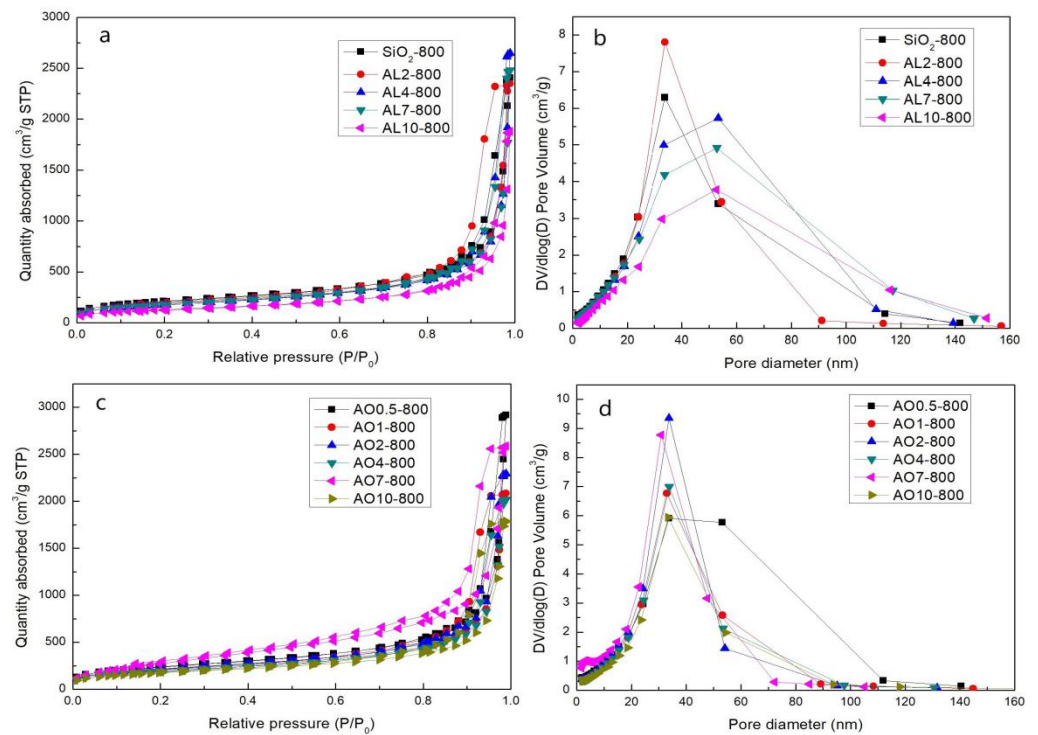 a
3000
2500
2000
1500
1000
500
0
Quantity absorbed (cm³/g STP)
SiO₂-800
AL2-800
AL4-800
AL7-800
AL10-800
0.0 0.2 0.4 0.6 0.8 1.0
Relative pressure (P/P₀)
b
8
7
6
5
4
3
2
1
0
DV/dlog(D) Pore Volume (cm³/g)
SiO₂-800
AL2-800
AL4-800
AL7-800
AL10-800
0 20 40 60 80 100 120 140 160
Pore diameter (nm)
c
3000
2500
2000
1500
1000
500
0
Quantity absorbed (cm³/g STP)
AO0.5-800
AO1-800
AO2-800
AO4-800
AO7-800
AO10-800
0.0 0.2 0.4 0.6 0.8 1.0
Relative pressure (P/P₀)
d
10
9
8
7
6
5
4
3
2
1
0
DV/dlog(D) Pore Volume (cm³/g)
AO0.5-800
AO1-800
AO2-800
AO4-800
AO7-800
AO10-800
0 20 40 60 80 100 120 140 160
Pore diameter (nm)